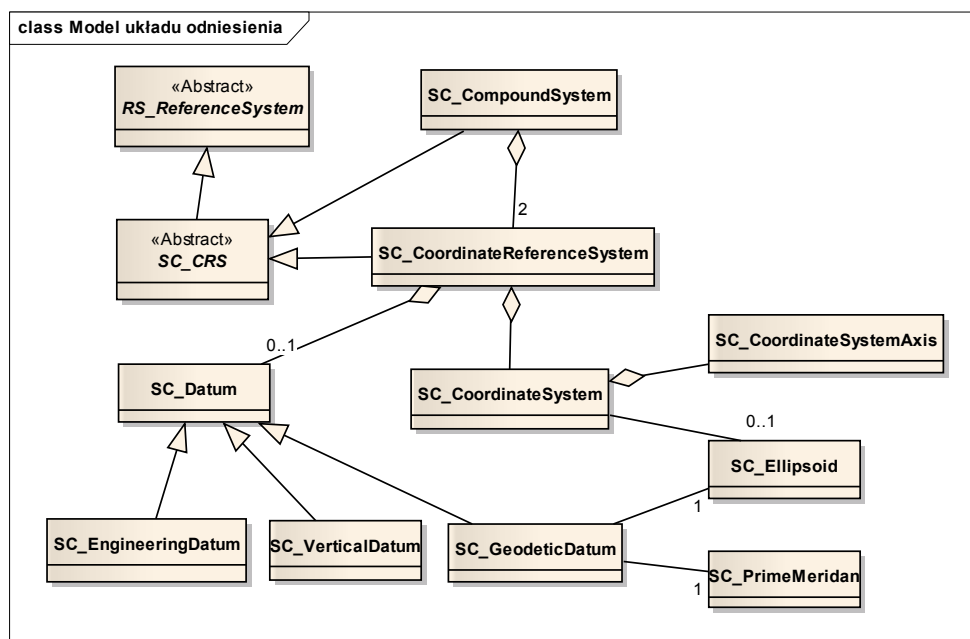 class Model układu odniesienia
«Abstract»
RS_ReferenceSystem
SC_CompoundSystem
2
«Abstract»
SC_CRS
SC_CoordinateReferenceSystem
0..1
SC_CoordinateSystemAxis
SC_Datum
SC_CoordinateSystem
0..1
SC_Ellipsoid
1
SC_EngineeringDatum
SC_VerticalDatum
SC_GeodeticDatum
SC_PrimeMeridan
1